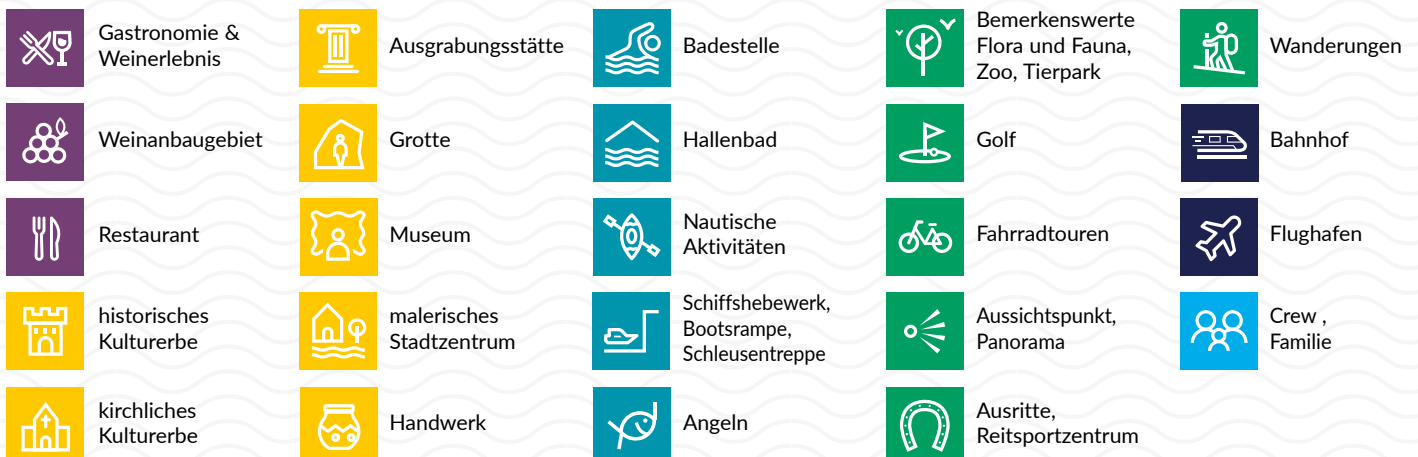 Gastronomie &
Weinerlebnis
Weinanbaugebiet
Restaurant
historisches
Kulturerbe
kirchliches
Kulturerbe
Ausgrabungsstätte
Grotte
Museum
malerisches
Stadtzentrum
Handwerk
Badestelle
Hallenbad
Nautische
Aktivitäten
Schiffshebewerk,
Bootsrampe,
Schleusentreppe
Angeln
Bemerkenswerte
Flora und Fauna,
Zoo, Tierpark
Golf
Fahrradtouren
Aussichtspunkt,
Panorama
Ausritte,
Reitsportzentrum
Wanderungen
Bahnhof
Flughafen
Crew ,
Familie